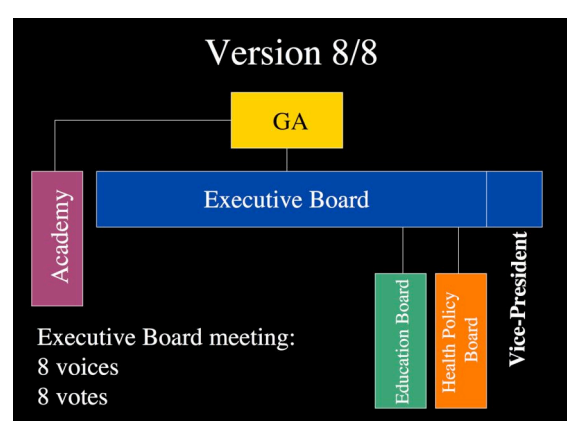 Version 8/8
GA
Executive Board
Academy
Education Board
Health Policy
Board
Vice-President
Executive Board meeting:
8 voices
8 votes